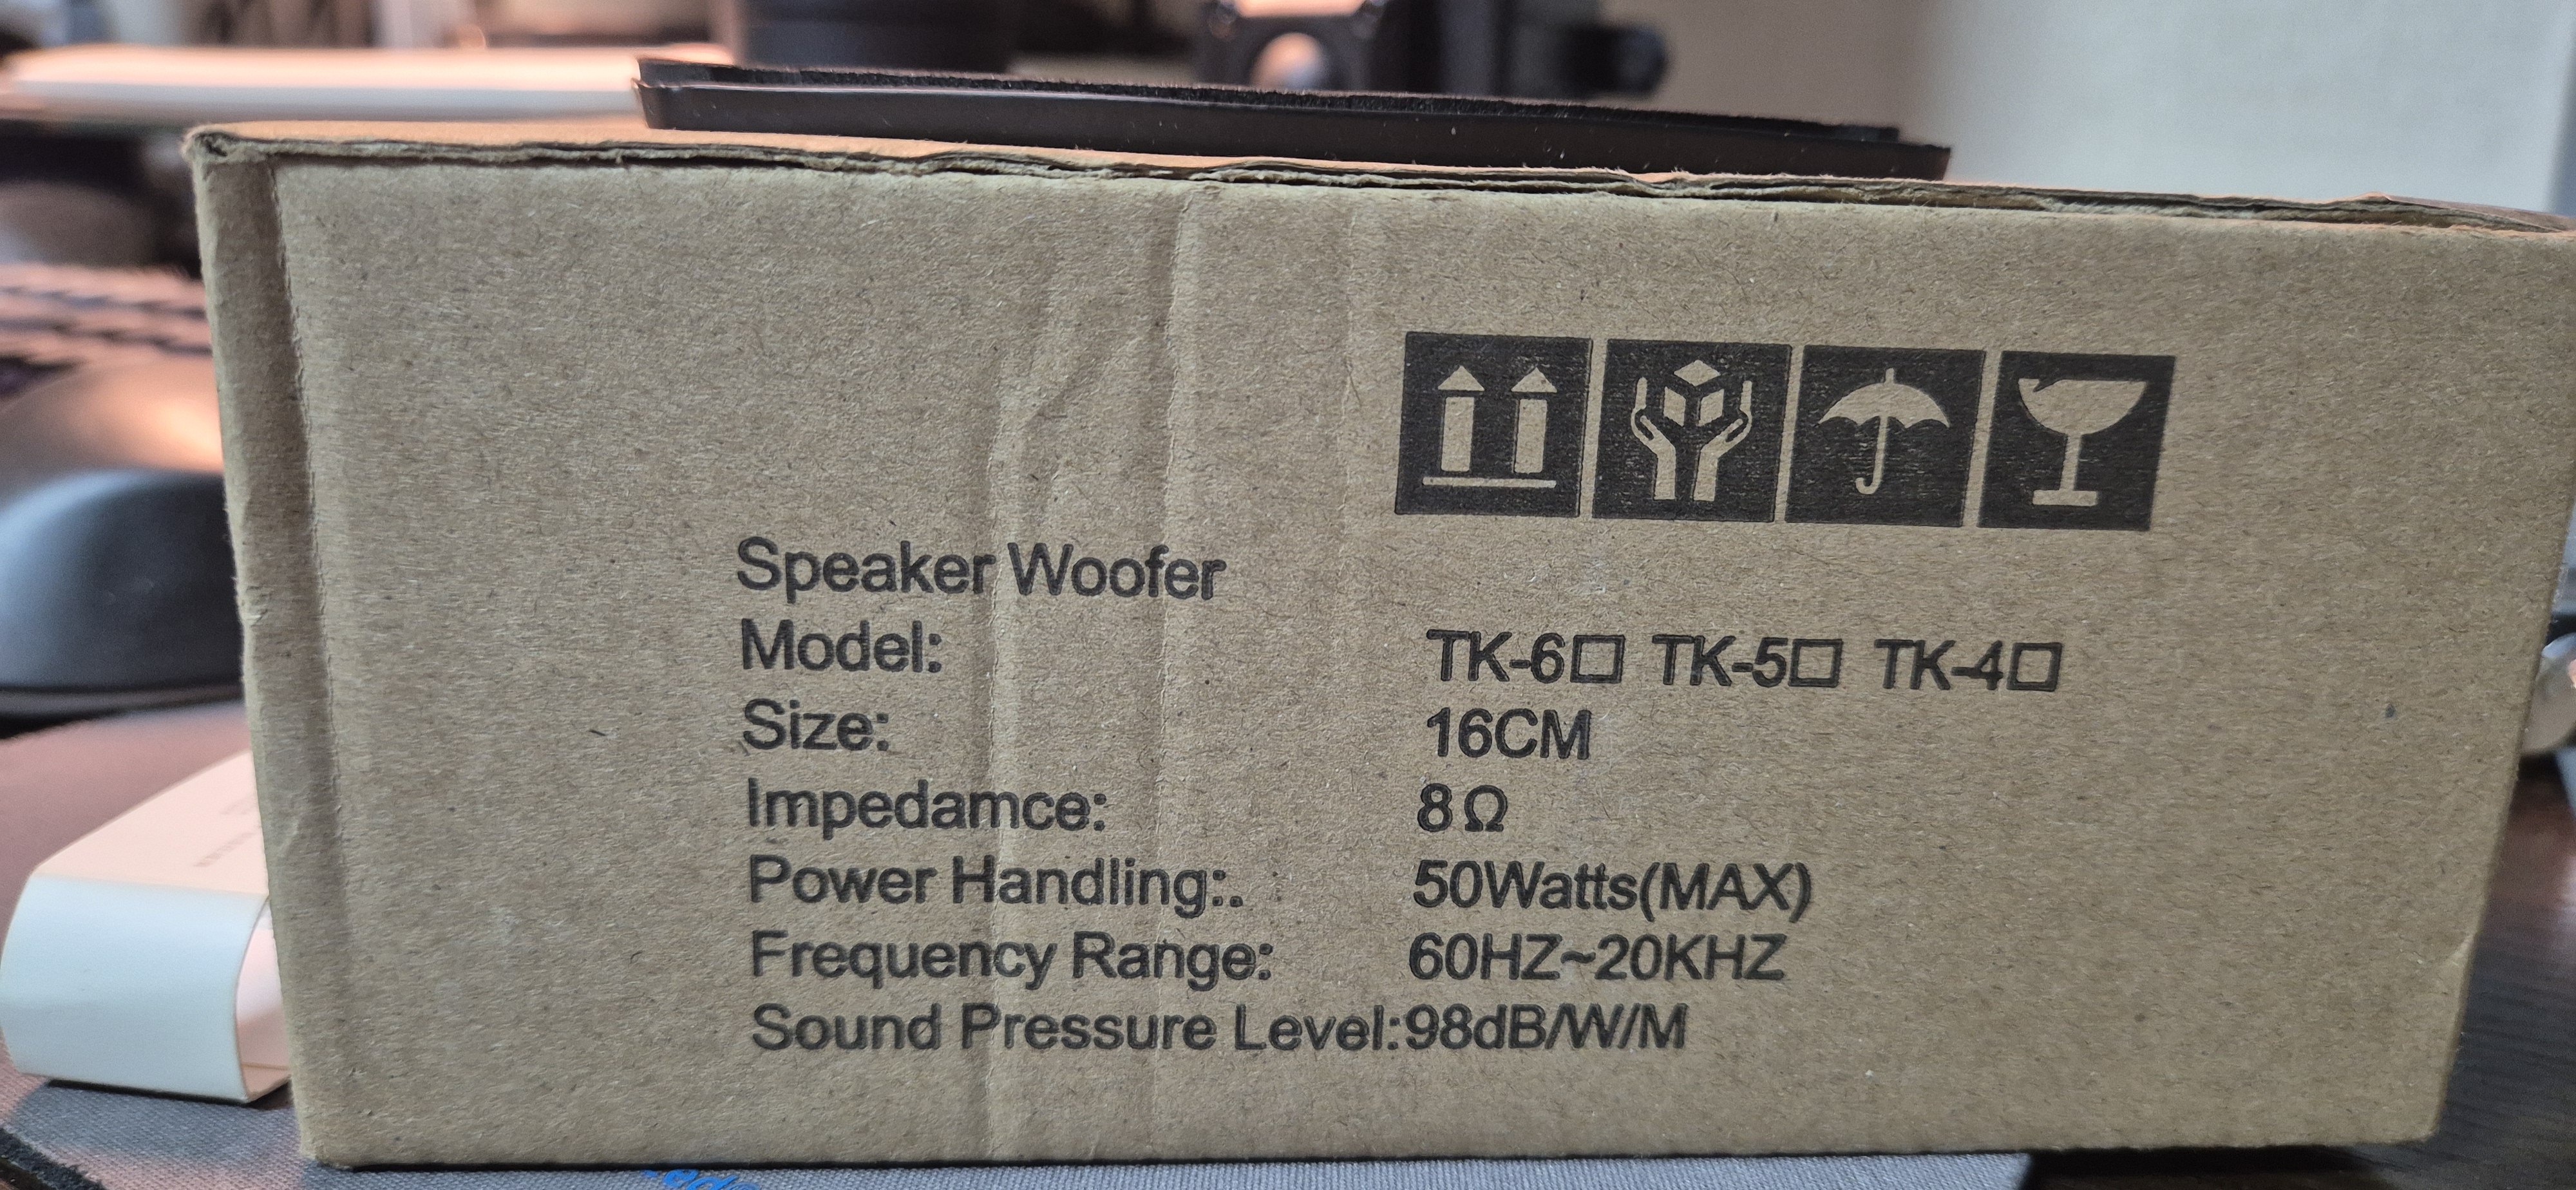 Speaker Woofer
Model: TK-6□ TK-5□ TK-4□
Size: 16CM
Impedamce: 8Ω
Power Handling:. 50Watts(MAX)
Frequency Range: 60HZ~20KHZ
Sound Pressure Level:98dB/W/M